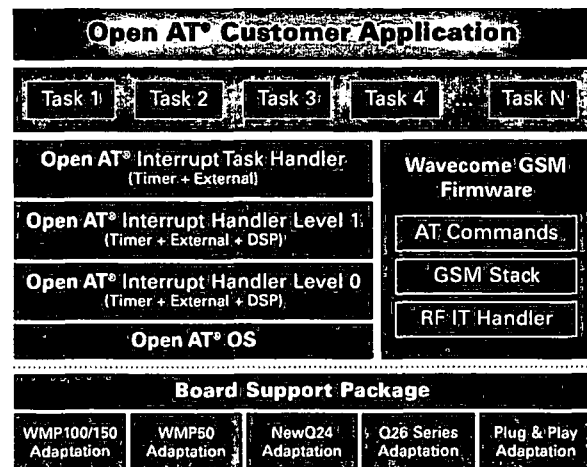 Open AT® Customer Application
Task 1 Task 2 Task 3 Task 4 ... Task N
Open AT® Interrupt Task Handler
(Timer + External)
Open AT® Interrupt Handler Level 1
(Timer + External + DSP)
Open AT® Interrupt Handler Level 0
(Timer + External + DSP)
Open AT® OS
Wavecome GSM
Firmware
AT Commands
GSM Stack
RF IT Handler
Board Support Package
WMP100/150
Adaptation
WMP50
Adaptation
NewQ24
Adaptation
Q26 Series
Adaptation
Plug & Play
Adaptation